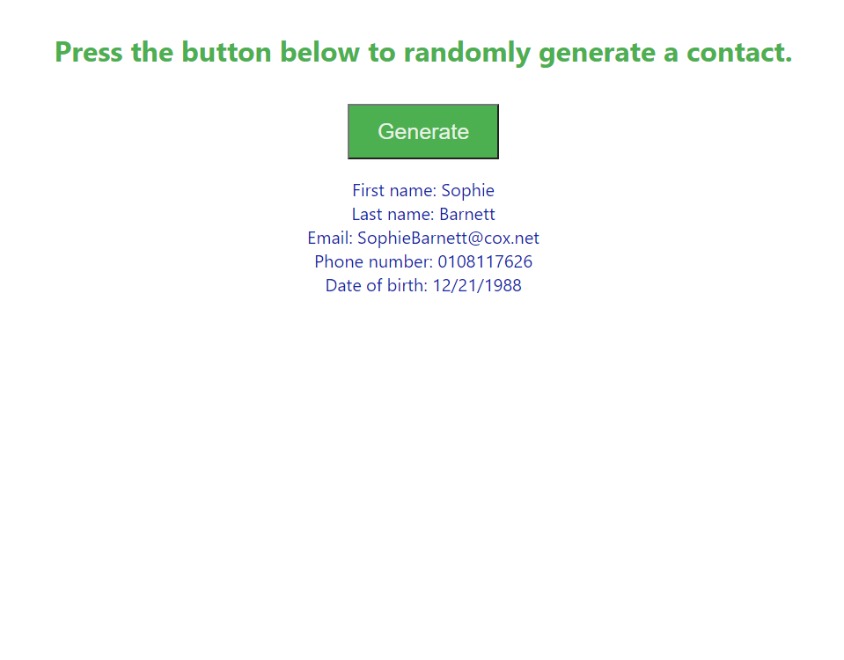 Press the button below to randomly generate a contact.
Generate
First name: Sophie
Last name: Barnett
Email: SophieBarnett@cox.net
Phone number: 0108117626
Date of birth: 12/21/1988